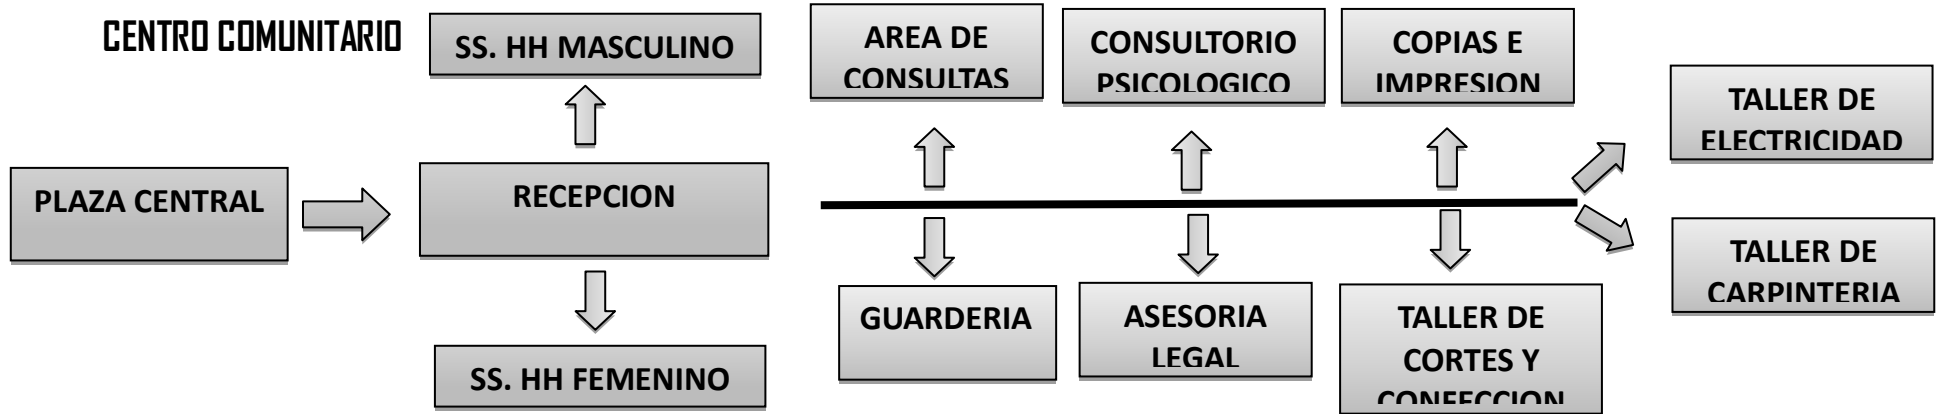 CENTRO COMUNITARIO
SS. HH MASCULINO
AREA DE
CONSULTAS
CONSULTORIO
PSICOLOGICO
COPIAS E
IMPRESION
TALLER DE
ELECTRICIDAD
PLAZA CENTRAL
RECEPCION
TALLER DE
CARPINTERIA
GUARDERIA
ASESORIA
LEGAL
TALLER DE
CORTES Y
CONFECCION
SS. HH FEMENINO